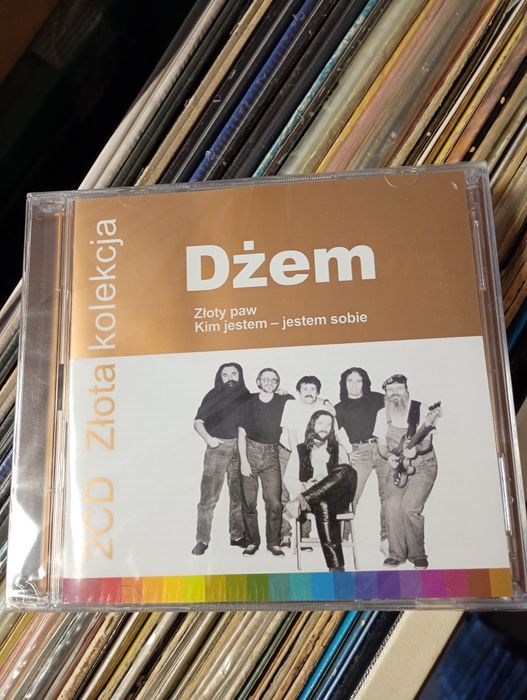 Dżem
Złoty paw
Kim jestem – jestem sobie
2CD Złota kolekcja